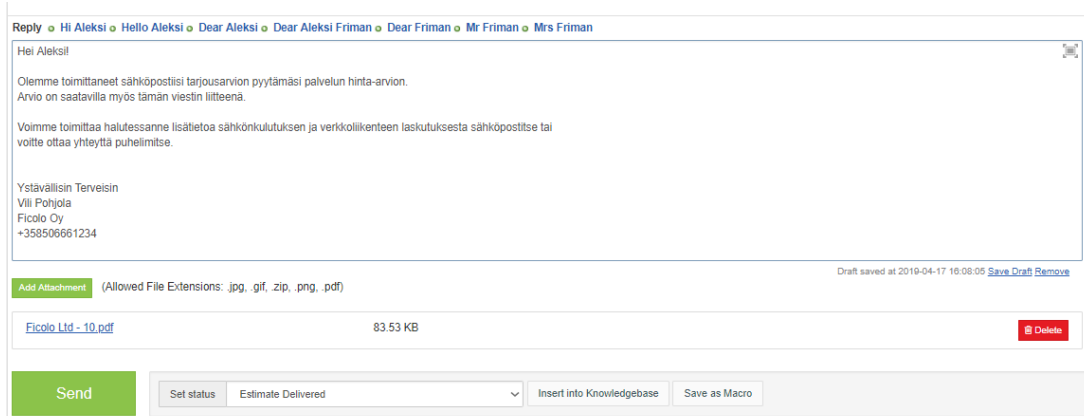 Reply Hi Aleksi Hello Aleksi Dear Aleksi Dear Aleksi Friman Dear Friman Mr Friman Mrs Friman
Hei Aleksi!
Olemme toimittaneet sähköpostiisi tarjousarvion pyytämäsi palvelun hinta-arvion.
Arvio on saatavilla myös tämän viestin liitteenä.
Voimme toimittaa halutessanne lisätietoa sähkönkulutuksen ja verkkoliikenteen laskutuksesta sähköpostitse tai
voitte ottaa yhteyttä puhelimitse.
Ystävällisin Terveisin
Vili Pohjola
Ficolo Oy
+358506661234
Draft saved at 2019-04-17 16:08:05 Save Draft Remove
Add Attachment (Allowed File Extensions: .jpg, .gif, .zip, .png, .pdf)
Ficolo Ltd - 10.pdf 83.53 KB Delete
Send Set status Estimate Delivered Insert into Knowledgebase Save as Macro